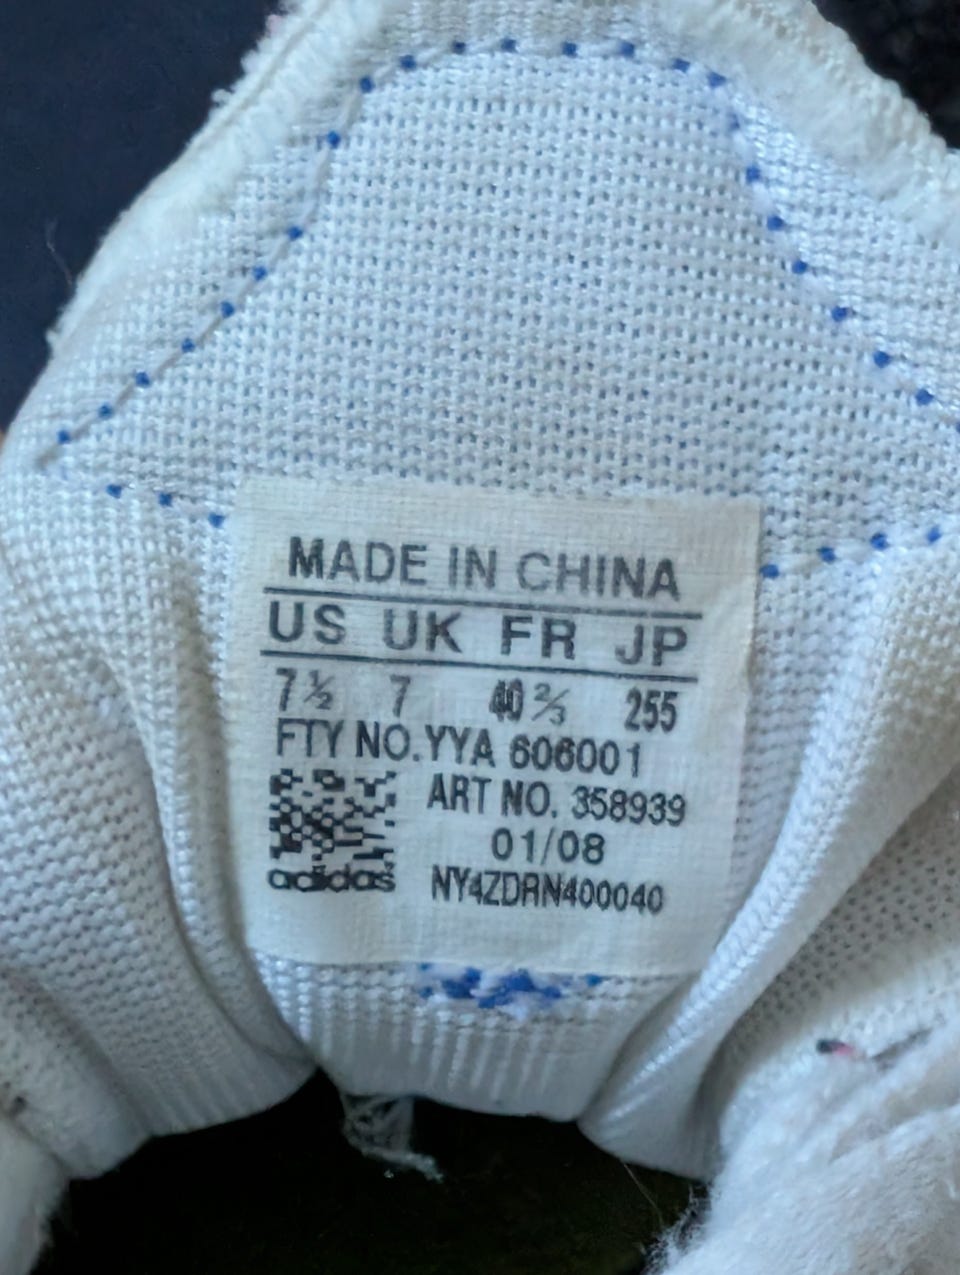 MADE IN CHINA
US UK FR JP
7½ 7 40⅔ 255
FTY NO. YYA 606001
ART NO. 358939
01/08
adidas NY4ZDRN400040